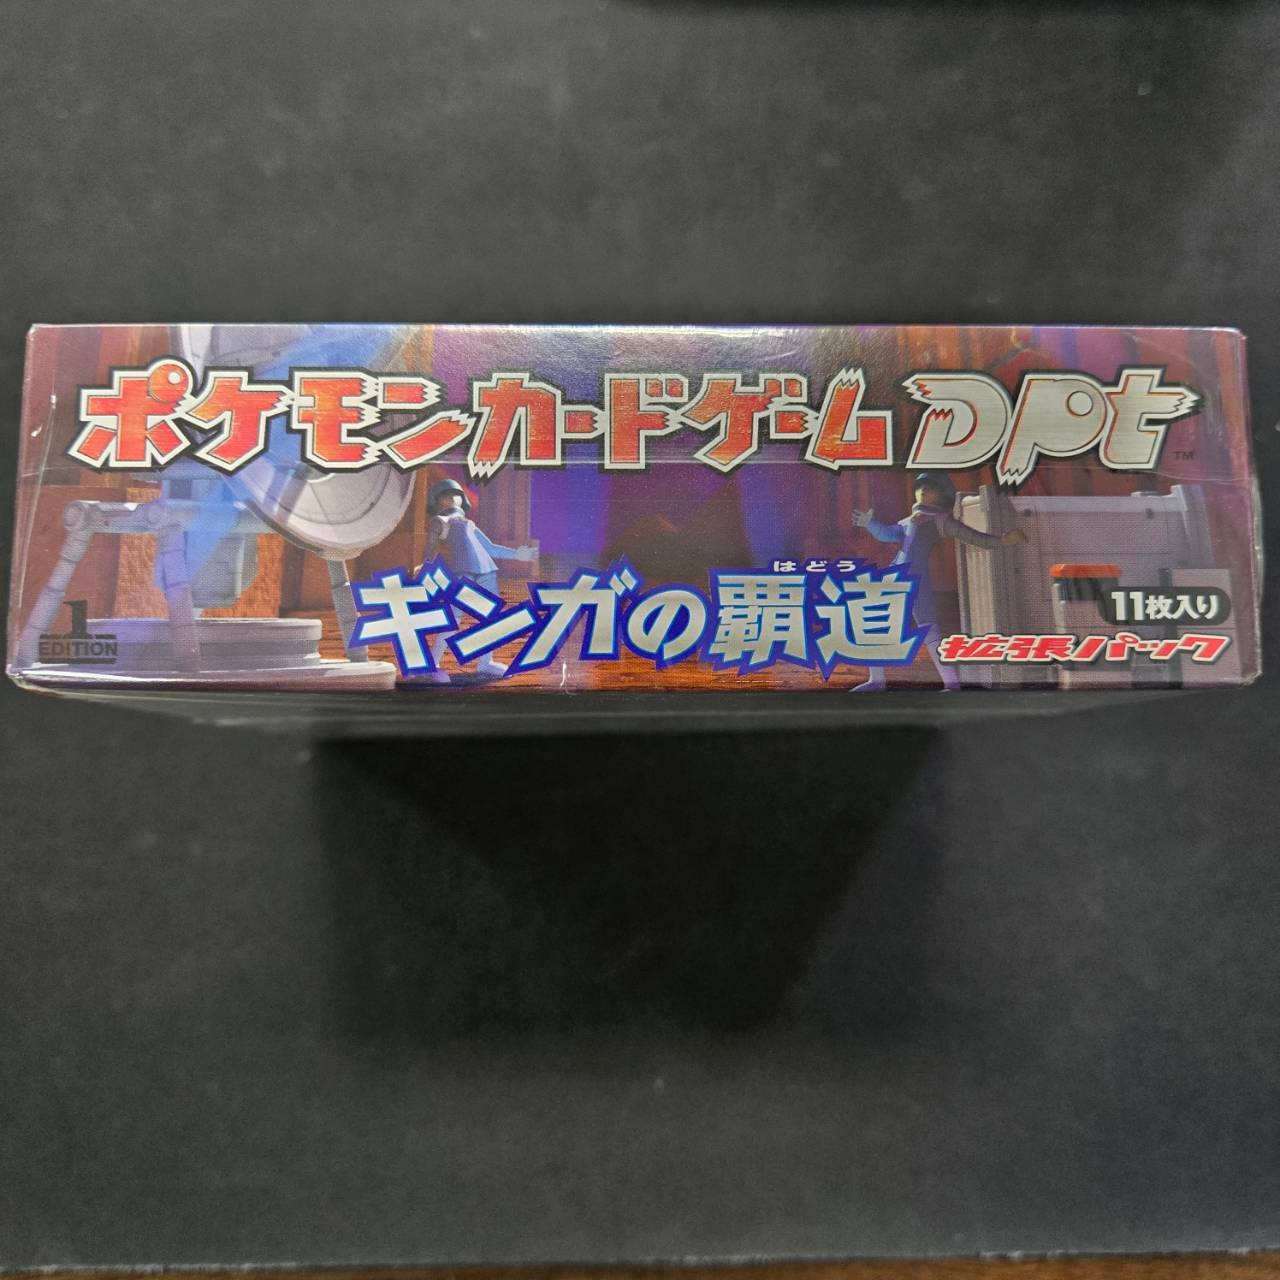 ポケモンカードゲーム DPt ™
はどう
ギンガの覇道
11枚入り
拡張パック
1
EDITION